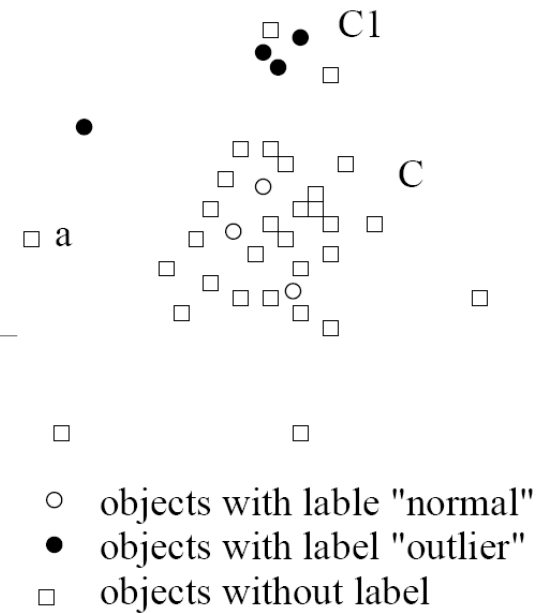 C1
C
a
objects with lable "normal"
objects with label "outlier"
objects without label